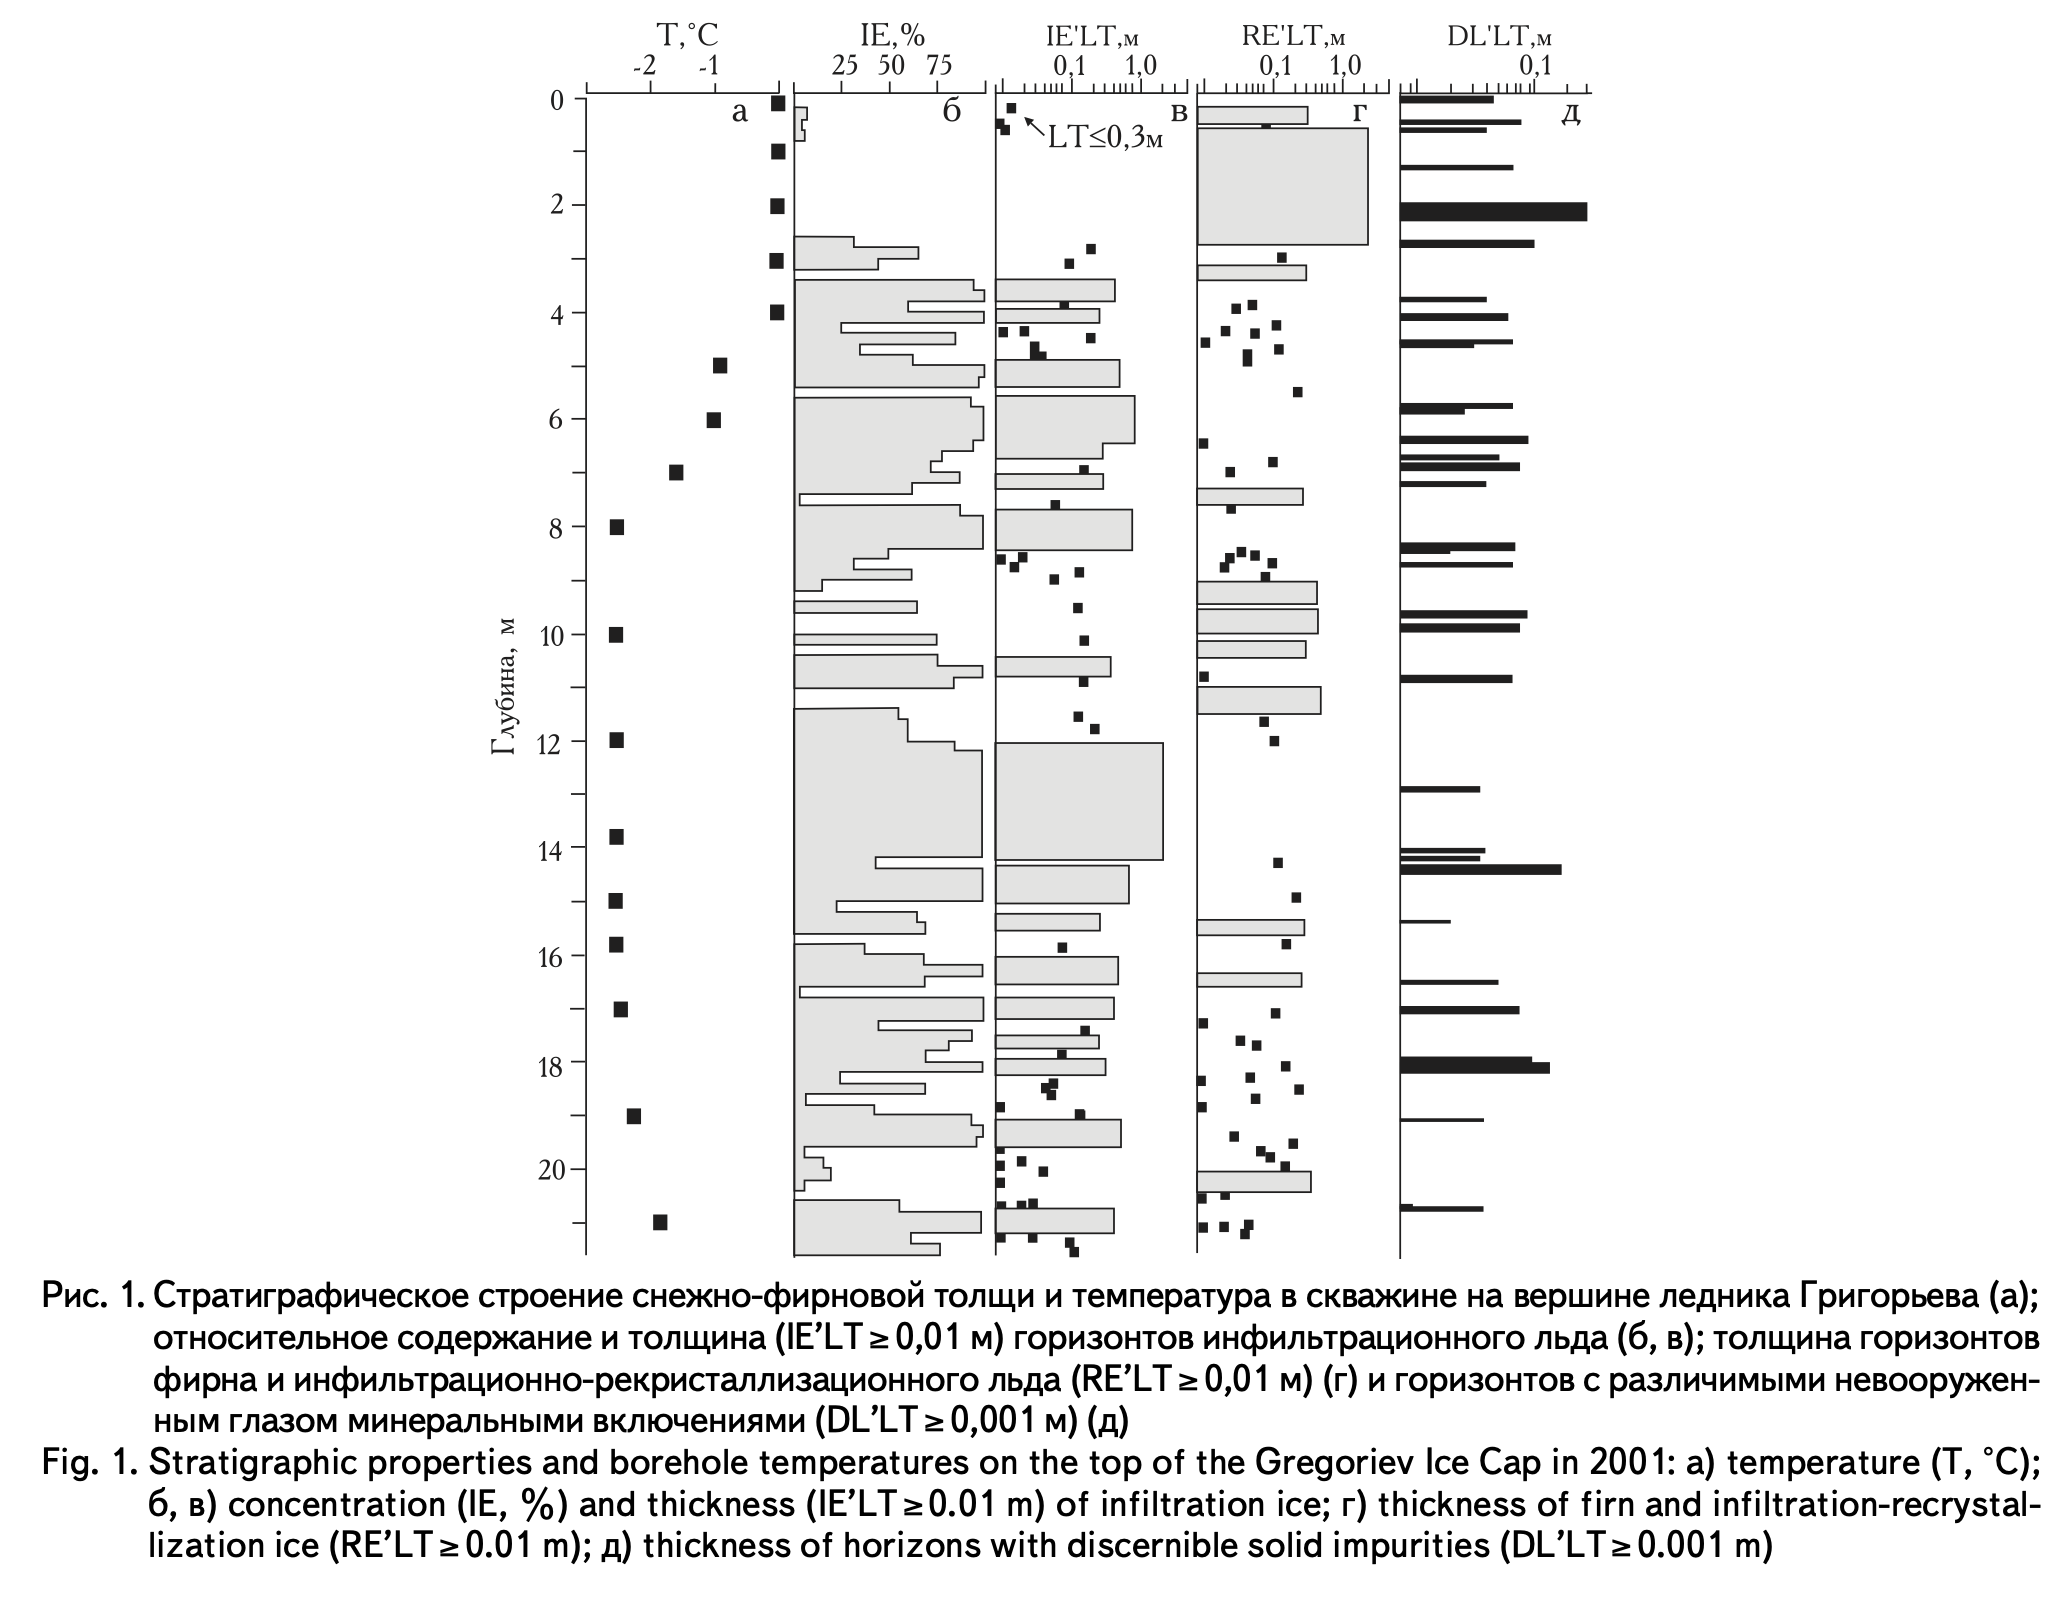 T,°C IE,% IE'LT,м RE'LT,м DL'LT,м
-2 -1 25 50 75 0,1 1,0 0,1 1,0 0,1
0 а б в г д
LT≤0,3м
2
4
6
8
10
Глубина, м
12
14
16
18
20
Рис. 1. Стратиграфическое строение снежно-фирновой толщи и температура в скважине на вершине ледника Григорьева (а);
относительное содержание и толщина (IE’LT ≥ 0,01 м) горизонтов инфильтрационного льда (б, в); толщина горизонтов
фирна и инфильтрационно-рекристаллизационного льда (RE’LT ≥ 0,01 м) (г) и горизонтов с различимыми невооружен-
ным глазом минеральными включениями (DL’LT ≥ 0,001 м) (д)
Fig. 1. Stratigraphic properties and borehole temperatures on the top of the Gregoriev Ice Cap in 2001: а) temperature (T, °C);
б, в) concentration (IE, %) and thickness (IE’LT ≥ 0.01 m) of infiltration ice; г) thickness of firn and infiltration-recrystal-
lization ice (RE’LT ≥ 0.01 m); д) thickness of horizons with discernible solid impurities (DL’LT ≥ 0.001 m)